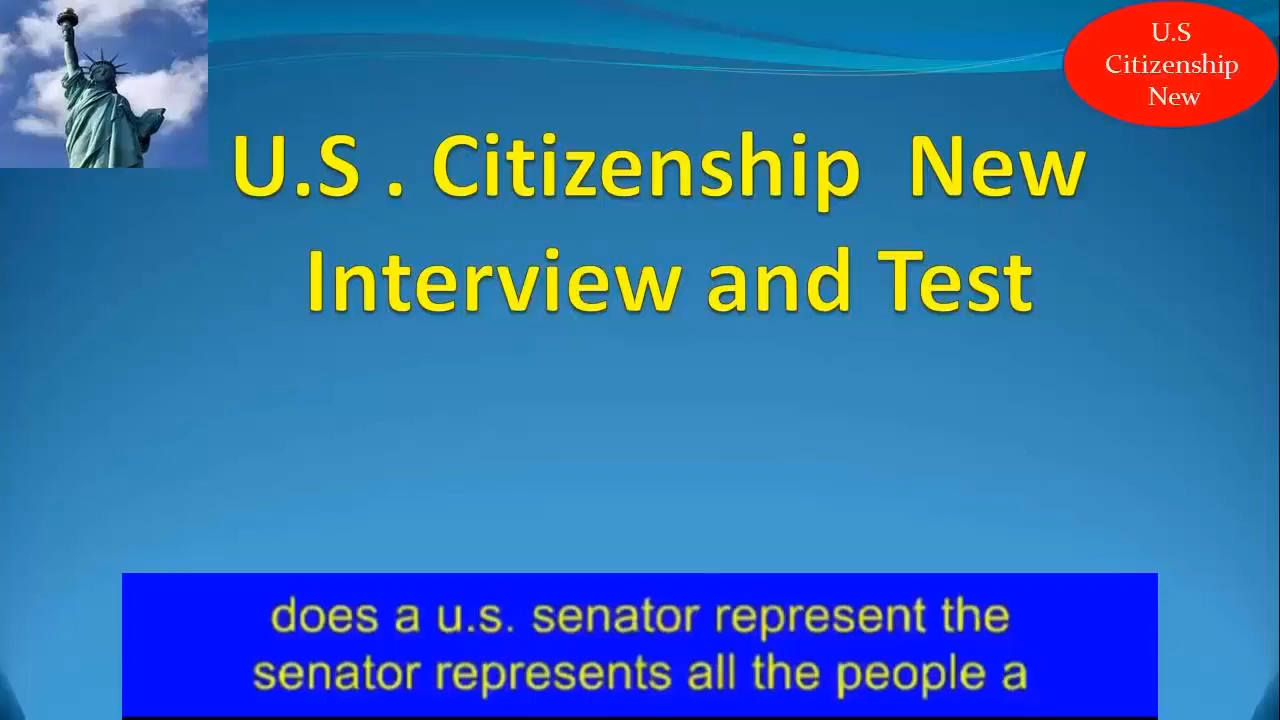 U.S
Citizenship
New
U.S . Citizenship New
Interview and Test
does a u.s. senator represent the
senator represents all the people a